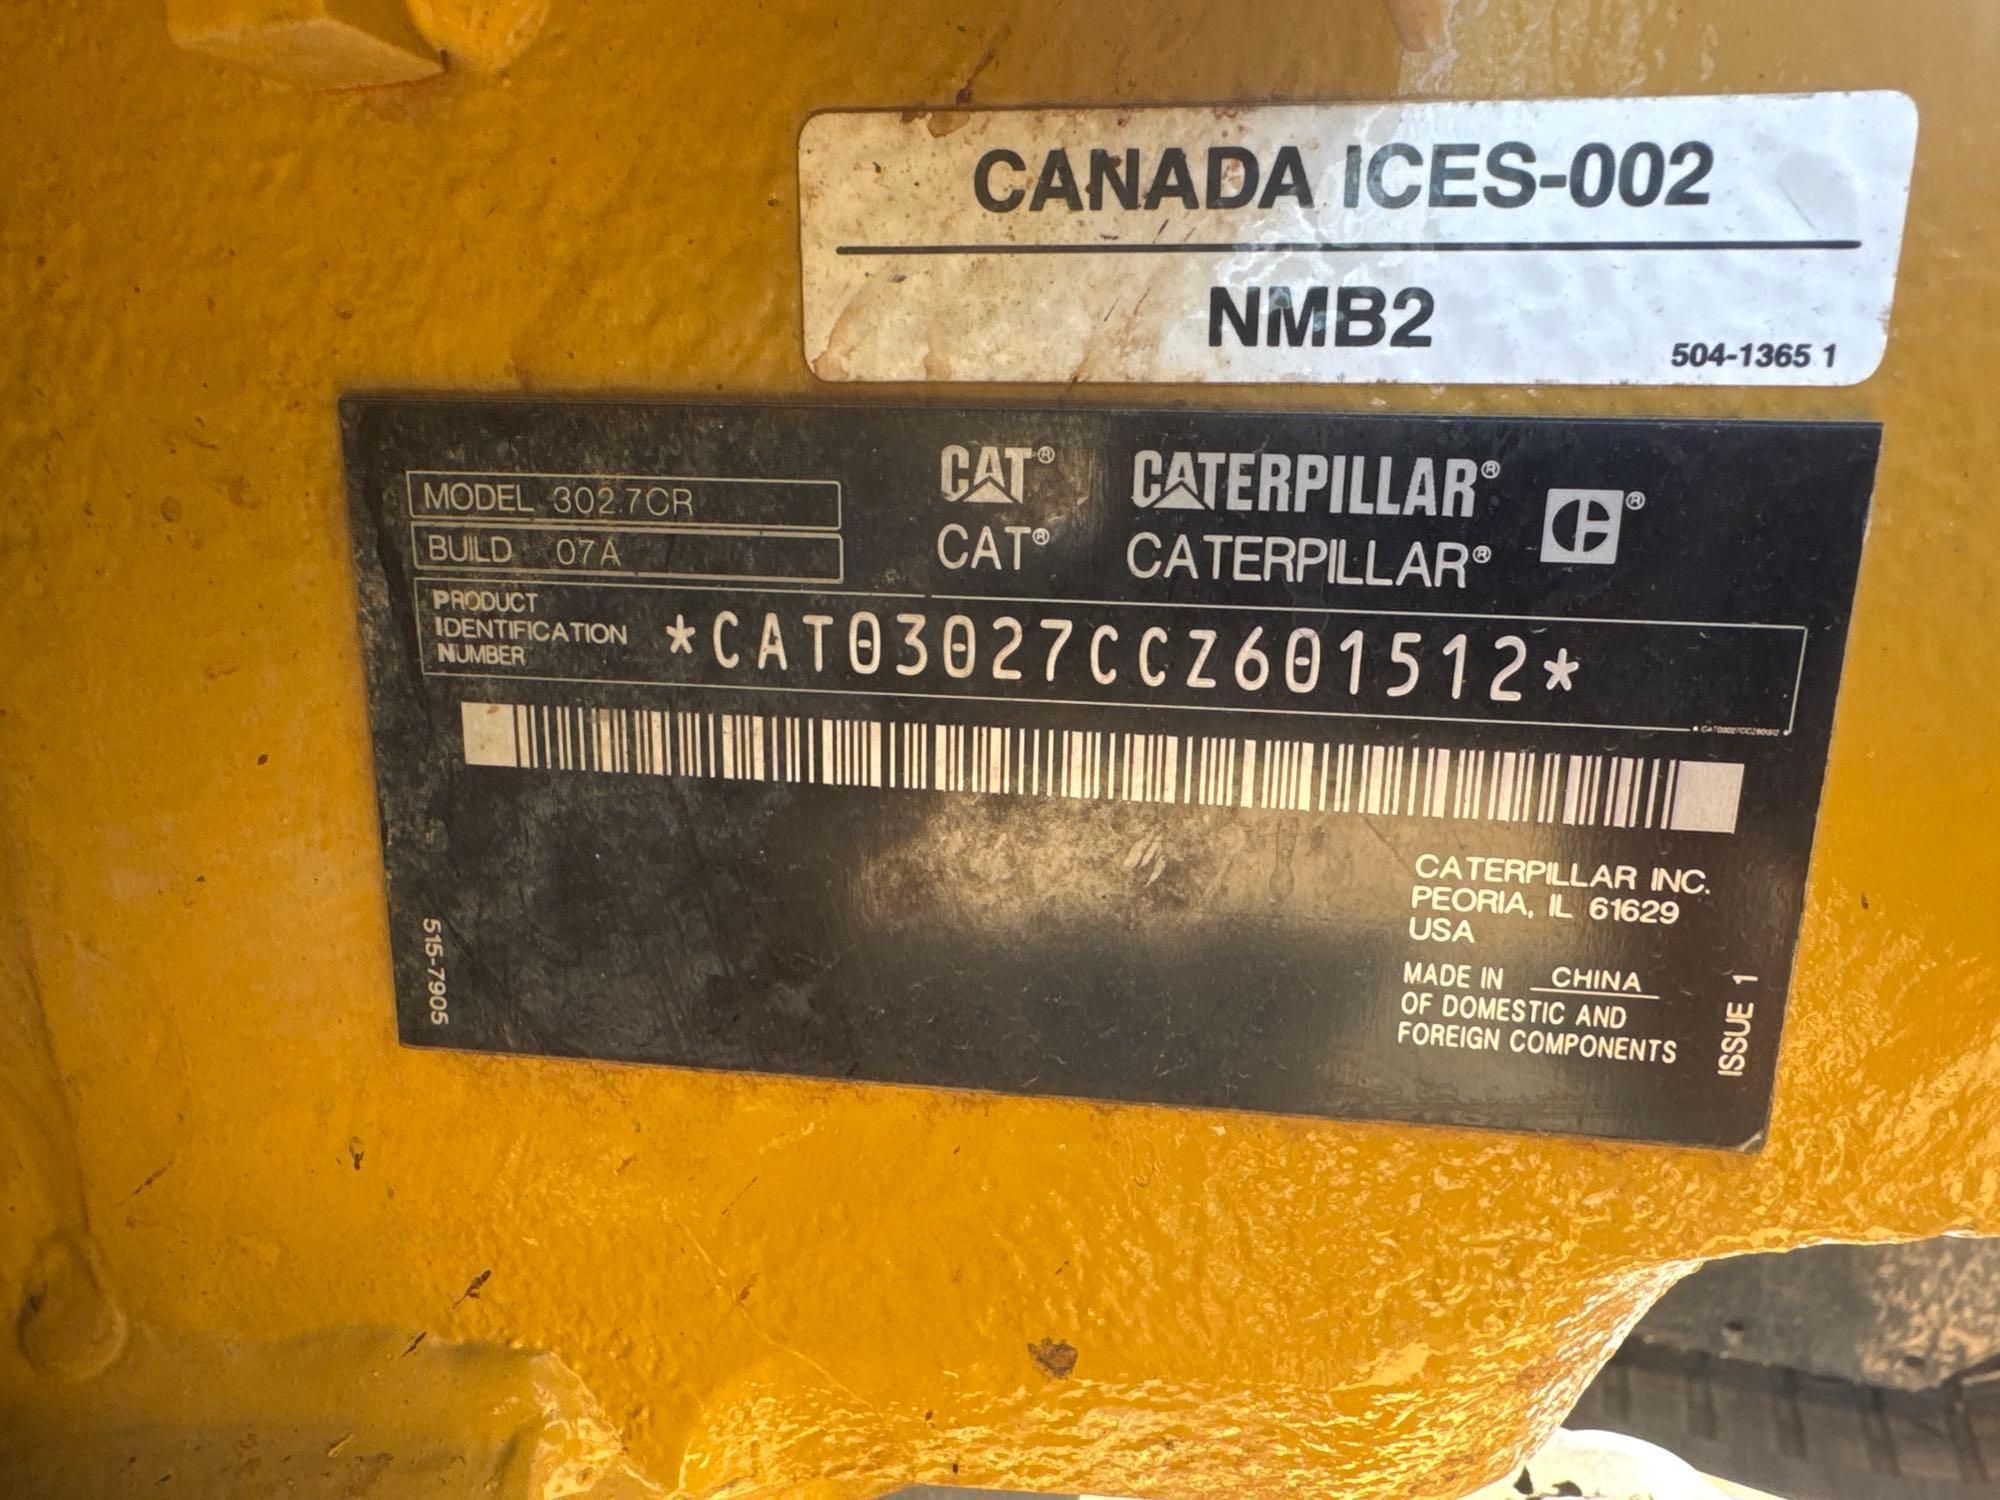 CANADA ICES-002
NMB2
504-1365 1
MODEL 302.7CR
BUILD 07A
CAT® CATERPILLAR® ®
CAT® CATERPILLAR®
PRODUCT
IDENTIFICATION
NUMBER
*CAT03027CCZ601512*
*CAT03027CCZ601512*
CATERPILLAR INC.
PEORIA, IL 61629
USA
MADE IN CHINA
OF DOMESTIC AND
FOREIGN COMPONENTS
515-7905
ISSUE 1